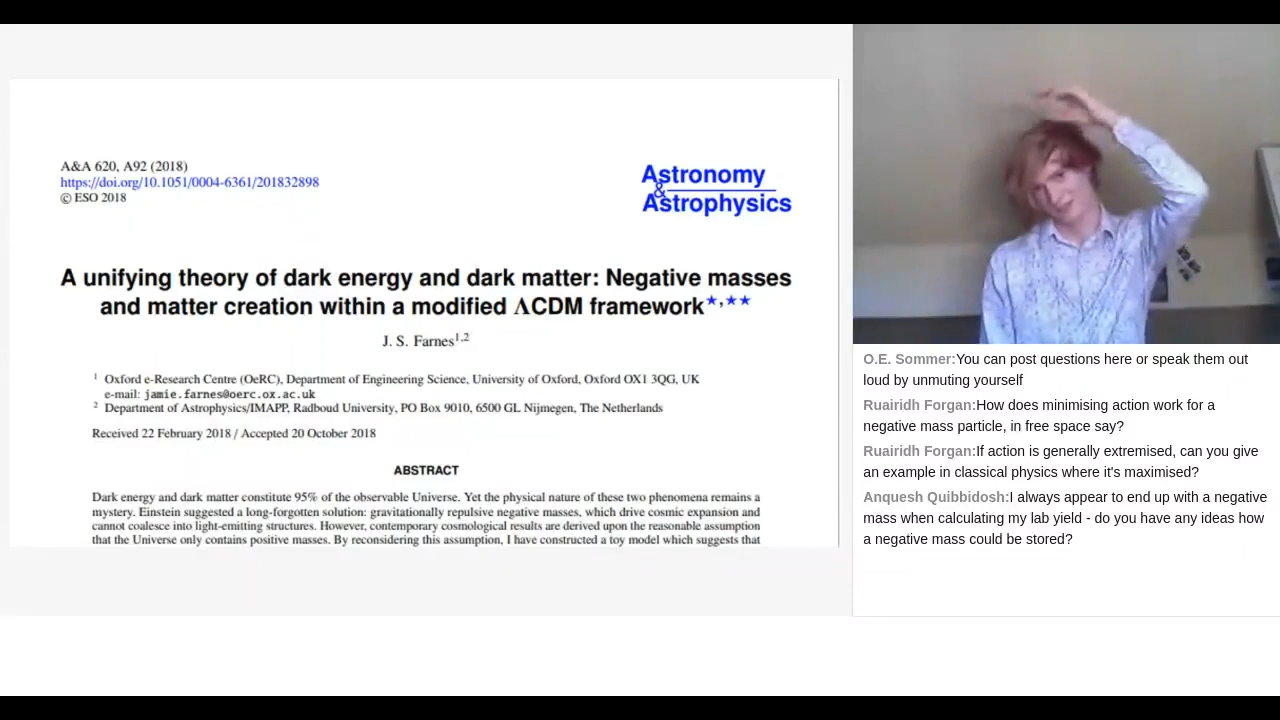 A&A 620, A92 (2018)
https://doi.org/10.1051/0004-6361/201832898
© ESO 2018
Astronomy
&
Astrophysics
A unifying theory of dark energy and dark matter: Negative masses
and matter creation within a modified ΛCDM framework★,★★
J. S. Farnes1,2
1 Oxford e-Research Centre (OeRC), Department of Engineering Science, University of Oxford, Oxford OX1 3QG, UK
e-mail: jamie.farnes@oerc.ox.ac.uk
2 Department of Astrophysics/IMAPP, Radboud University, PO Box 9010, 6500 GL Nijmegen, The Netherlands
Received 22 February 2018 / Accepted 20 October 2018
ABSTRACT
Dark energy and dark matter constitute 95% of the observable Universe. Yet the physical nature of these two phenomena remains a
mystery. Einstein suggested a long-forgotten solution: gravitationally repulsive negative masses, which drive cosmic expansion and
cannot coalesce into light-emitting structures. However, contemporary cosmological results are derived upon the reasonable assumption
that the Universe only contains positive masses. By reconsidering this assumption, I have constructed a toy model which suggests that
O.E. Sommer:You can post questions here or speak them out
loud by unmuting yourself
Ruairidh Forgan:How does minimising action work for a
negative mass particle, in free space say?
Ruairidh Forgan:If action is generally extremised, can you give
an example in classical physics where it's maximised?
Anquesh Quibbidosh:I always appear to end up with a negative
mass when calculating my lab yield - do you have any ideas how
a negative mass could be stored?